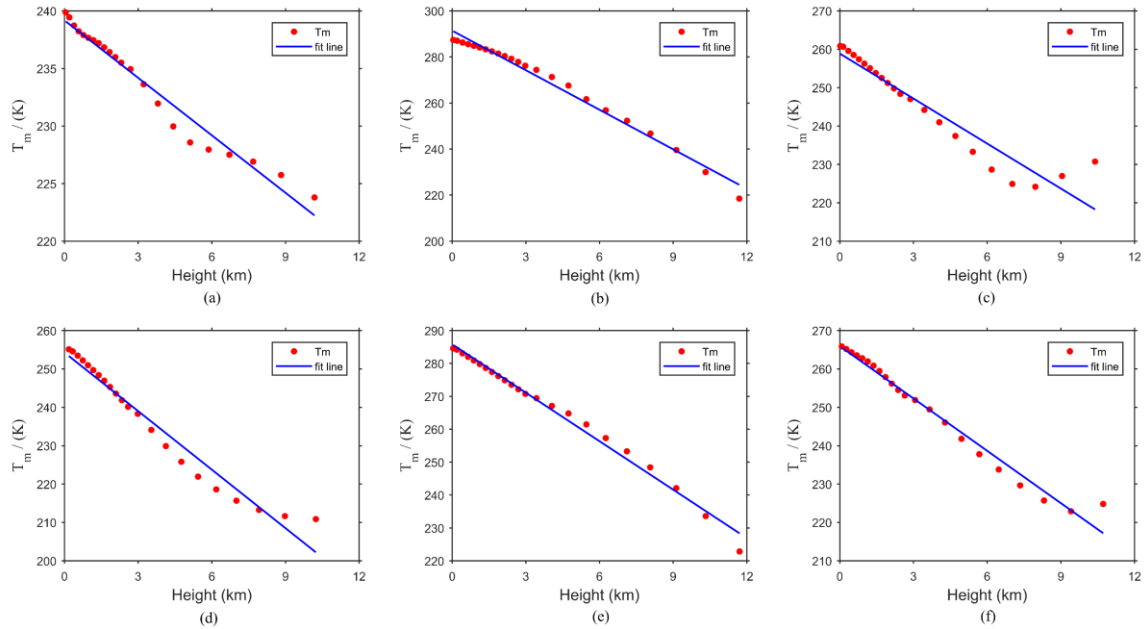 240
235
230
225
220
T_m / (K)
Tm
fit line
0 3 6 9 12
Height (km)
(a)
300
280
260
240
220
200
T_m / (K)
Tm
fit line
0 3 6 9 12
Height (km)
(b)
270
260
250
240
230
220
210
T_m / (K)
Tm
fit line
0 3 6 9 12
Height (km)
(c)
260
250
240
230
220
210
200
T_m / (K)
Tm
fit line
0 3 6 9 12
Height (km)
(d)
290
280
270
260
250
240
230
220
T_m / (K)
Tm
fit line
0 3 6 9 12
Height (km)
(e)
270
260
250
240
230
220
210
T_m / (K)
Tm
fit line
0 3 6 9 12
Height (km)
(f)